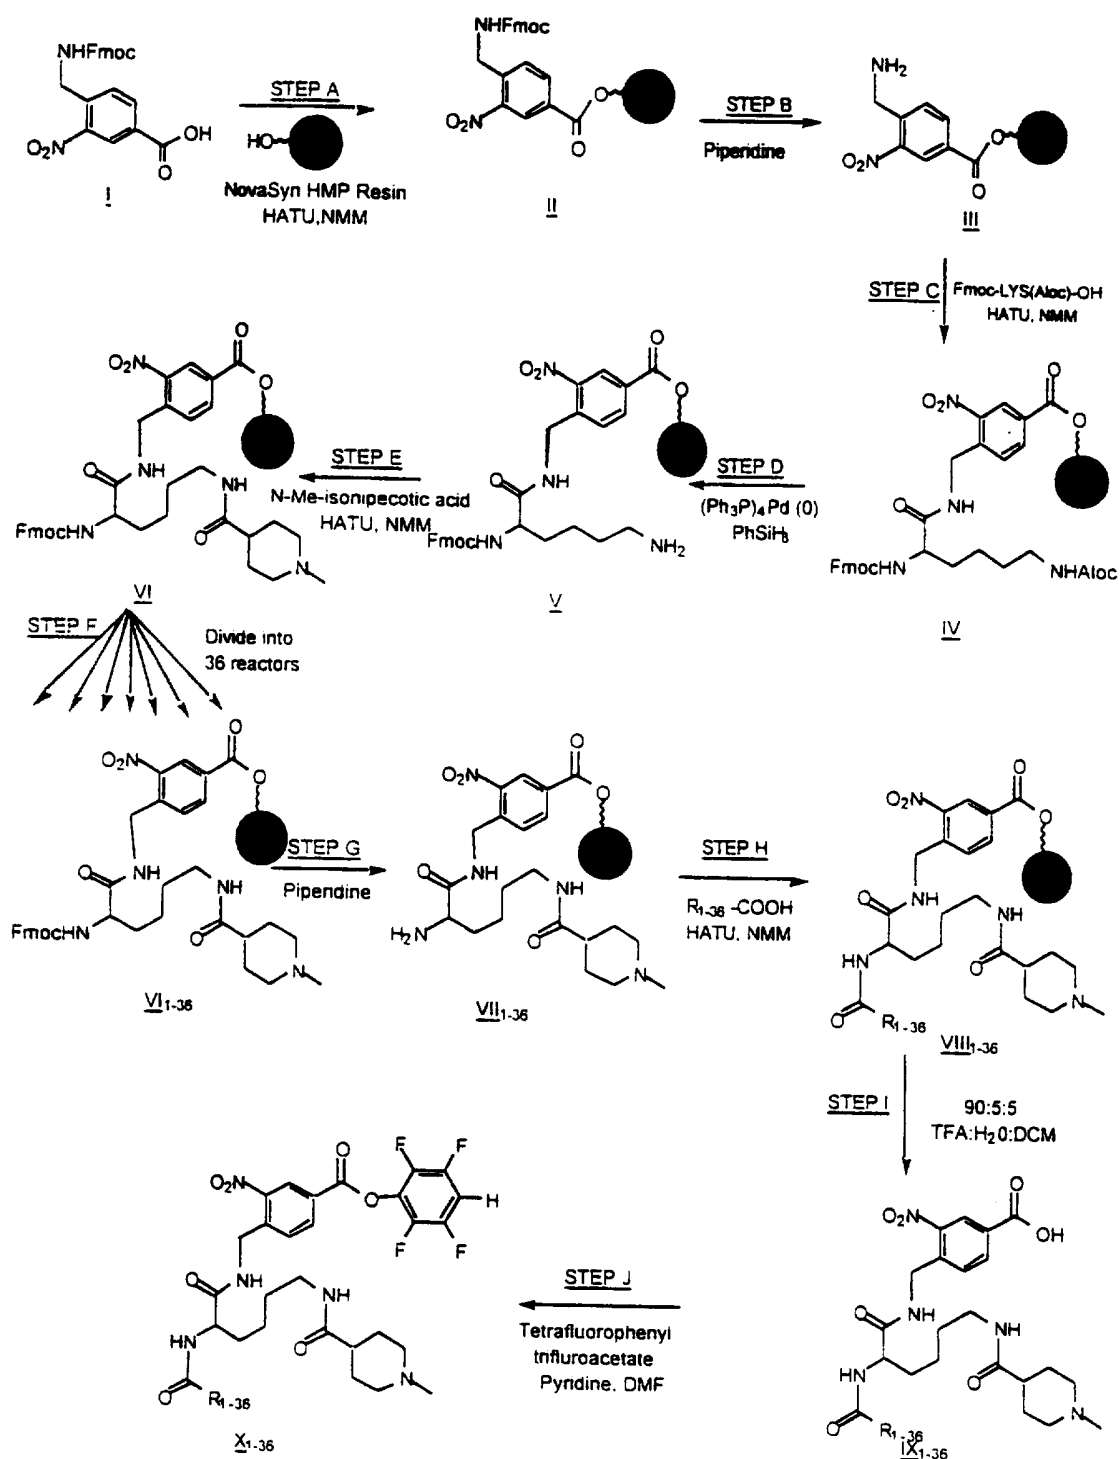 NHFmoc
O₂N
OH
O
I
STEP A
HO
NovaSyn HMP Resin
HATU,NMM
NHFmoc
O₂N
O
O
II
STEP B
Piperidine
NH₂
O₂N
O
O
III
STEP C
Fmoc-LYS(Aloc)-OH
HATU, NMM
O
O₂N
O
O
NH
FmocHN
NHAloc
IV
STEP D
(Ph₃P)₄Pd (0)
PhSiH₃
O
O₂N
O
O
NH
FmocHN
NH₂
V
STEP E
N-Me-isonipecotic acid
HATU, NMM
O
O₂N
O
O
NH
NH
FmocHN
O
N
VI
STEP F
Divide into
36 reactors
O
O₂N
O
O
NH
NH
FmocHN
O
N
VI₁₋₃₆
STEP G
Piperidine
O
O₂N
O
O
NH
NH
H₂N
O
N
VII₁₋₃₆
STEP H
R₁₋₃₆ -COOH
HATU, NMM
O
O₂N
O
O
NH
NH
HN
O
N
O
R₁₋₃₆
VIII₁₋₃₆
STEP I
90:5:5
TFA:H₂0:DCM
O
O₂N
OH
O
NH
NH
HN
O
N
O
R₁₋₃₆
IX₁₋₃₆
STEP J
Tetrafluorophenyl
trifluroacetate
Pyridine, DMF
F
F
O
O₂N
O
H
F
F
O
NH
NH
HN
O
N
O
R₁₋₃₆
X₁₋₃₆